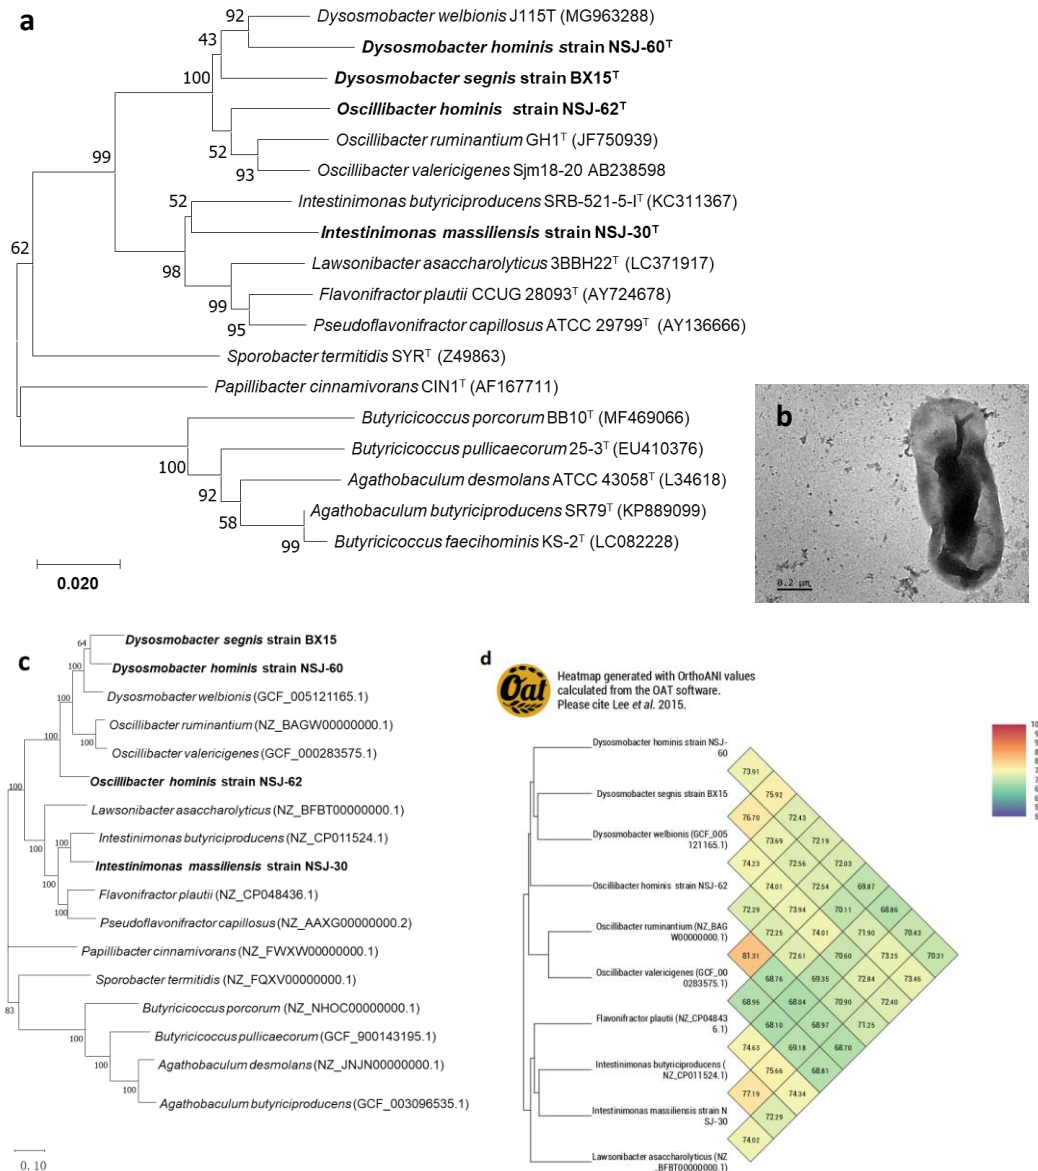 a
92
Dysosmobacter welbionis J115T (MG963288)
43
Dysosmobacter hominis strain NSJ-60ᵀ
100
Dysosmobacter segnis strain BX15ᵀ
Oscillibacter hominis strain NSJ-62ᵀ
52
Oscillibacter ruminantium GH1ᵀ (JF750939)
99
93
Oscillibacter valericigenes Sjm18-20 AB238598
52
Intestinimonas butyriciproducens SRB-521-5-Iᵀ (KC311367)
Intestinimonas massiliensis strain NSJ-30ᵀ
62
98
Lawsonibacter asaccharolyticus 3BBH22ᵀ (LC371917)
99
Flavonifractor plautii CCUG 28093ᵀ (AY724678)
95
Pseudoflavonifractor capillosus ATCC 29799ᵀ (AY136666)
Sporobacter termitidis SYRᵀ (Z49863)
Papillibacter cinnamivorans CIN1ᵀ (AF167711)
Butyricicoccus porcorum BB10ᵀ (MF469066)
100
Butyricicoccus pullicaecorum 25-3ᵀ (EU410376)
92
Agathobaculum desmolans ATCC 43058ᵀ (L34618)
58
Agathobaculum butyriciproducens SR79ᵀ (KP889099)
99
Butyricicoccus faecihominis KS-2ᵀ (LC082228)
0.020
b
0.2 µm
c
64
Dysosmobacter segnis strain BX15
100
Dysosmobacter hominis strain NSJ-60
100
Dysosmobacter welbionis (GCF_005121165.1)
Oscillibacter ruminantium (NZ_BAGW00000000.1)
100
100
Oscillibacter valericigenes (GCF_000283575.1)
100
Oscillibacter hominis strain NSJ-62
Lawsonibacter asaccharolyticus (NZ_BFBT00000000.1)
100
100
Intestinimonas butyriciproducens (NZ_CP011524.1)
Intestinimonas massiliensis strain NSJ-30
100
Flavonifractor plautii (NZ_CP048436.1)
100
Pseudoflavonifractor capillosus (NZ_AAXG00000000.2)
Papillibacter cinnamivorans (NZ_FWXW00000000.1)
Sporobacter termitidis (NZ_FQXV00000000.1)
83
Butyricicoccus porcorum (NZ_NHOC00000000.1)
100
Butyricicoccus pullicaecorum (GCF_900143195.1)
100
Agathobaculum desmolans (NZ_JNJN00000000.1)
100
Agathobaculum butyriciproducens (GCF_003096535.1)
0.10
d
Oat
Heatmap generated with OrthoANI values
calculated from the OAT software.
Please cite Lee et al. 2015.
Dysosmobacter hominis strain NSJ-
60
Dysosmobacter segnis strain BX15
Dysosmobacter welbionis (GCF_005
121165.1)
Oscillibacter hominis strain NSJ-62
Oscillibacter ruminantium (NZ_BAG
W00000000.1)
Oscillibacter valericigenes (GCF_00
0283575.1)
Flavonifractor plautii (NZ_CP04843
6.1)
Intestinimonas butyriciproducens (
NZ_CP011524.1)
Intestinimonas massiliensis strain N
SJ-30
Lawsonibacter asaccharolyticus (NZ
_BFBT00000000.1)
73.91
75.92
76.70 72.43
73.69 72.19
74.23 72.56 72.03
74.01 72.54 69.87
72.29 73.94 70.11 68.86
72.25 74.01 71.90 70.43
81.31 72.61 70.60 73.25 70.31
68.76 69.35 72.84 73.46
68.96 68.04 70.90 72.40
68.10 68.97 71.25
74.63 69.18 68.70
75.66 68.81
77.19 74.34
72.29
74.02